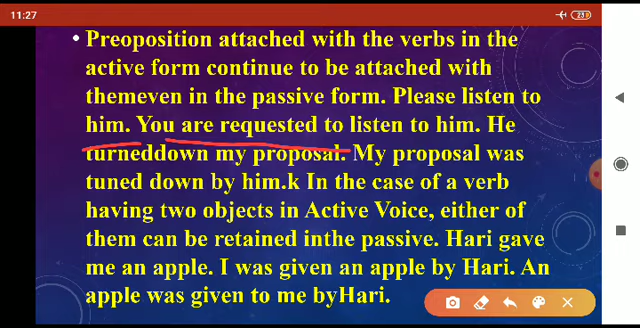 11:27
23
• Preoposition attached with the verbs in the
active form continue to be attached with
themeven in the passive form. Please listen to
him. You are requested to listen to him. He
turneddown my proposal. My proposal was
tuned down by him.k In the case of a verb
having two objects in Active Voice, either of
them can be retained inthe passive. Hari gave
me an apple. I was given an apple by Hari. An
apple was given to me byHari.